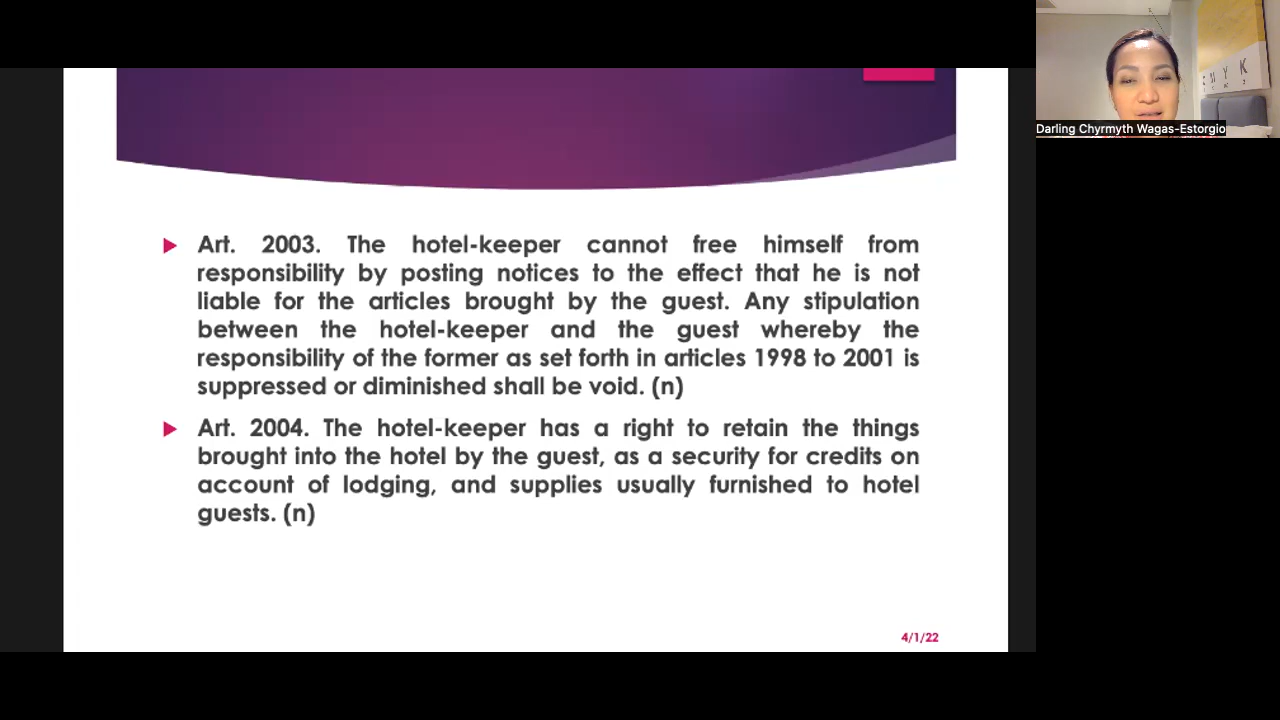 Art. 2003. The hotel-keeper cannot free himself from
responsibility by posting notices to the effect that he is not
liable for the articles brought by the guest. Any stipulation
between the hotel-keeper and the guest whereby the
responsibility of the former as set forth in articles 1998 to 2001 is
suppressed or diminished shall be void. (n)
Art. 2004. The hotel-keeper has a right to retain the things
brought into the hotel by the guest, as a security for credits on
account of lodging, and supplies usually furnished to hotel
guests. (n)
4/1/22
M Y K
Darling Chyrmyth Wagas-Estorgio